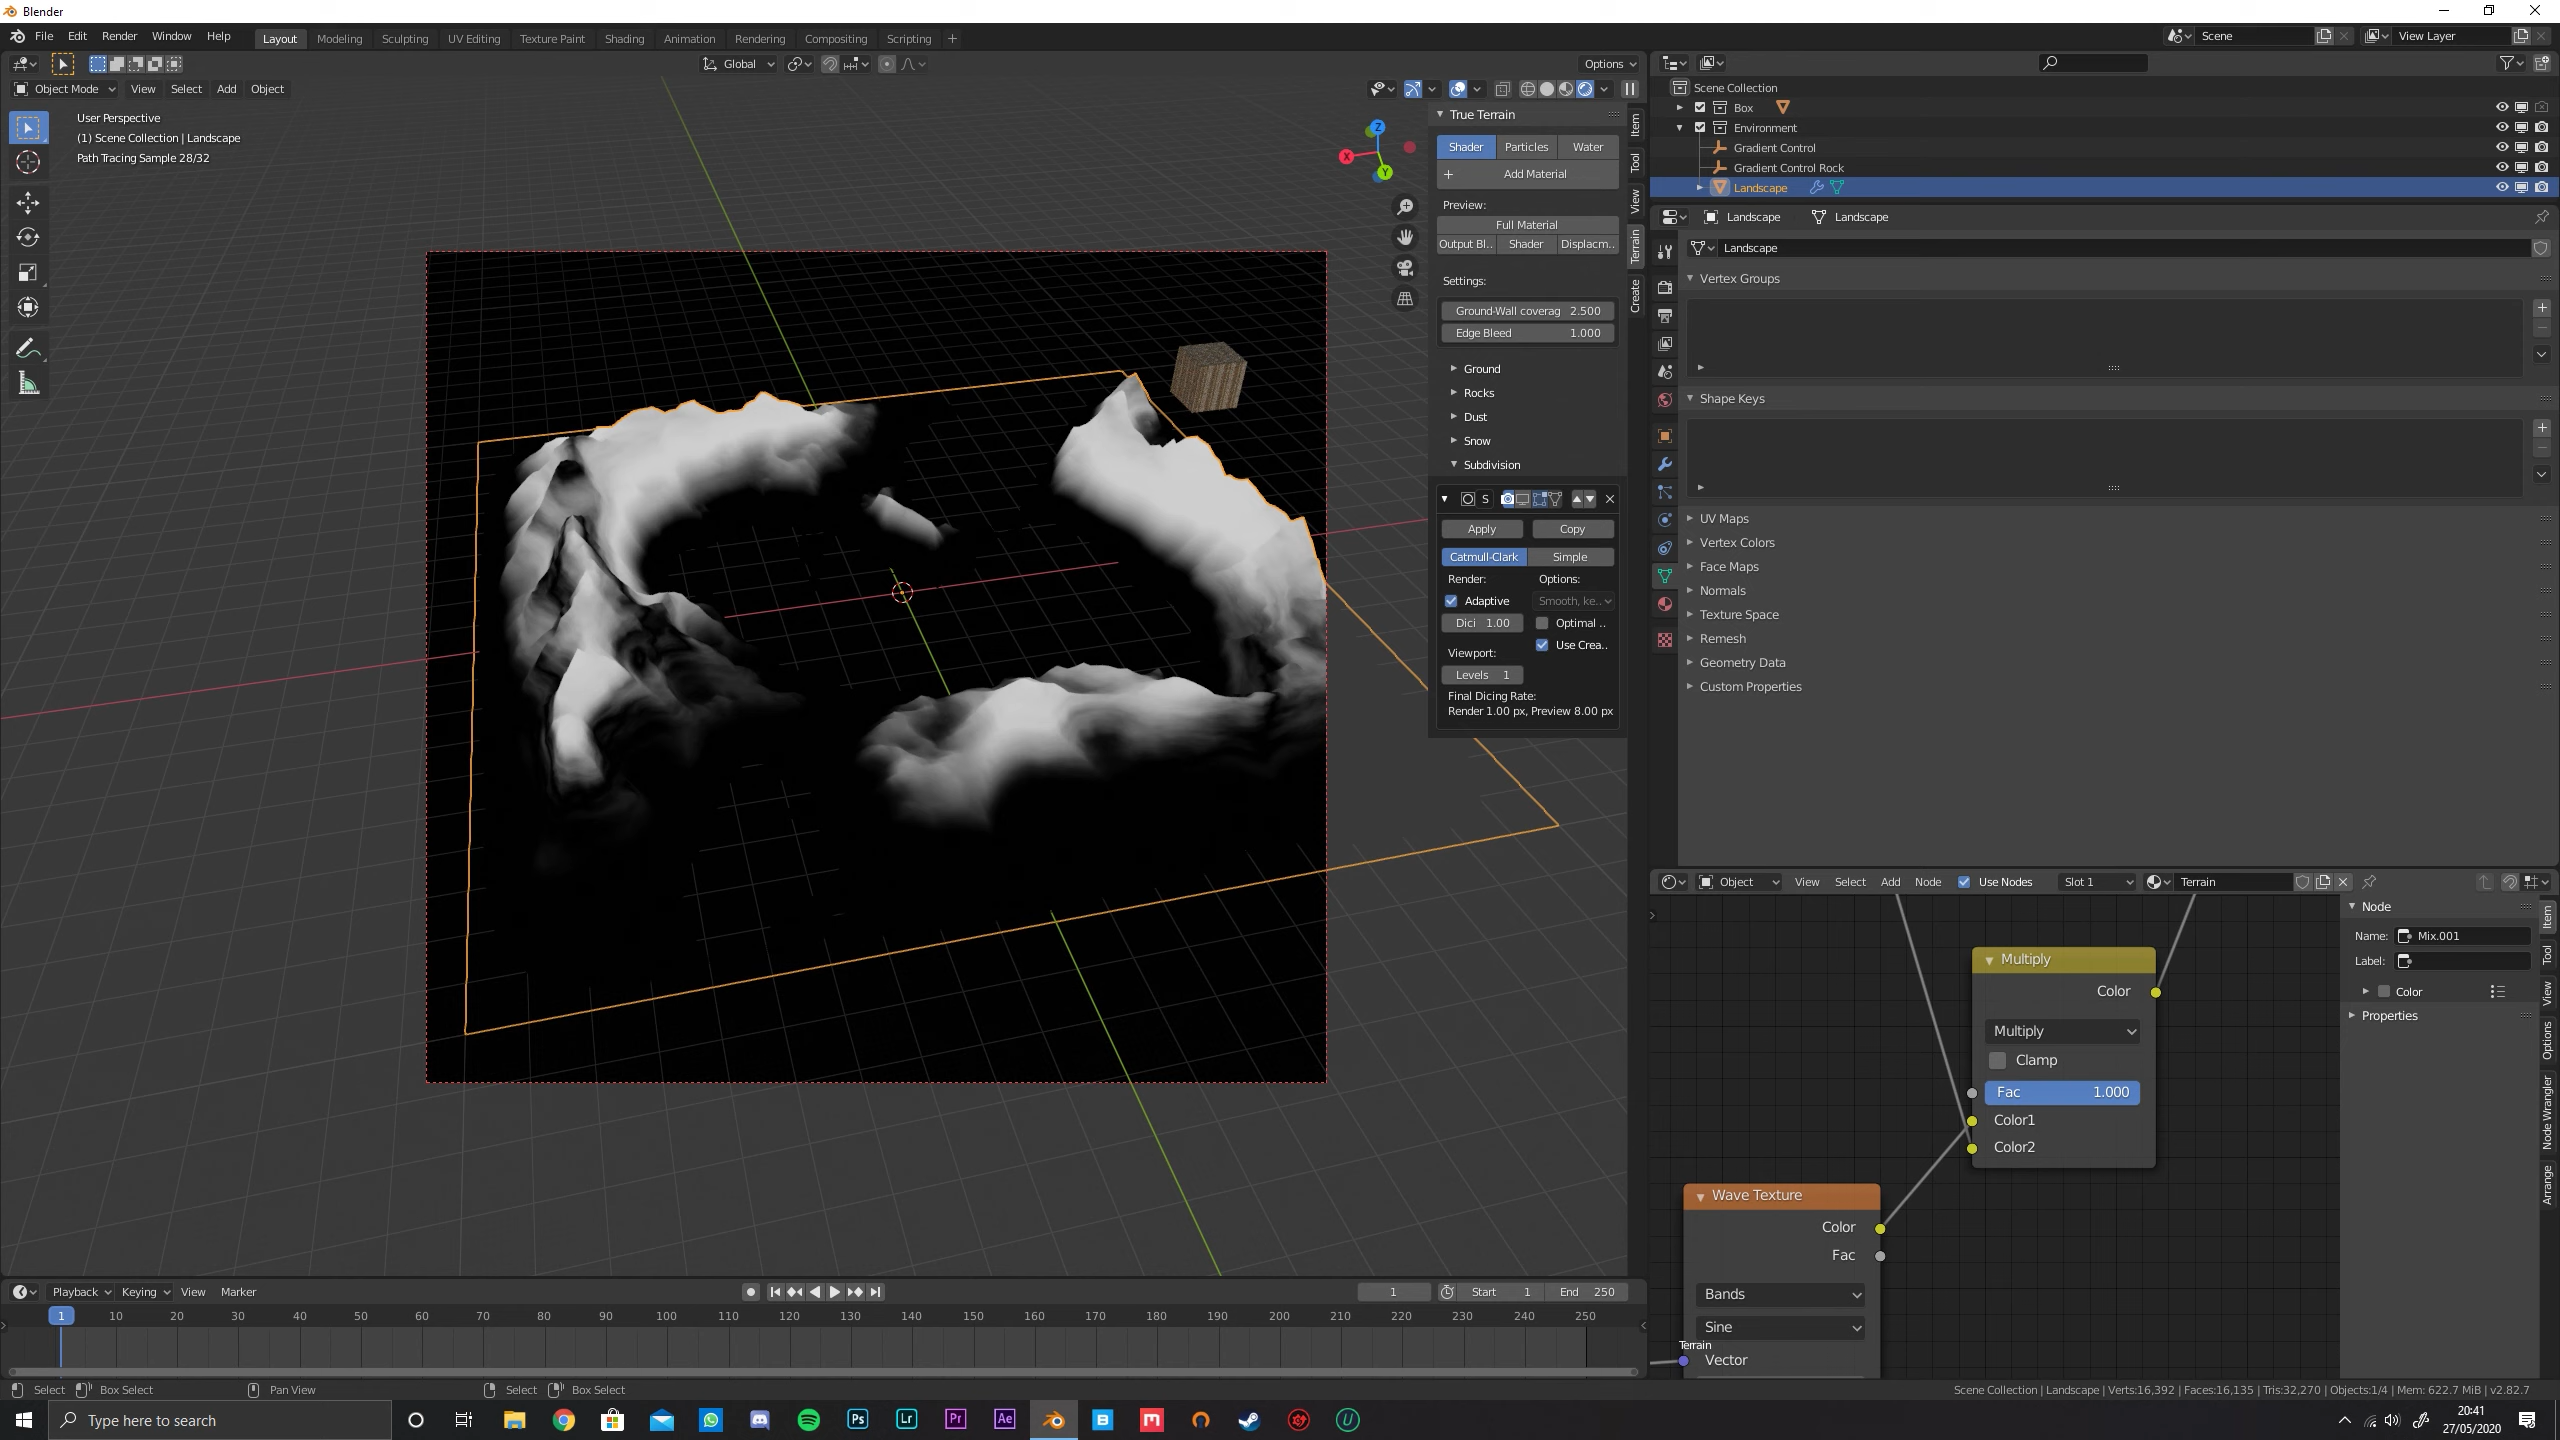 Blender
File Edit Render Window Help Layout Modeling Sculpting UV Editing Texture Paint Shading Animation Rendering Compositing Scripting + Scene View Layer
Global Options
Object Mode View Select Add Object
User Perspective
(1) Scene Collection | Landscape
Path Tracing Sample 28/32
Z
X
Y
True Terrain
Shader Particles Water
+ Add Material
Preview:
Full Material
Output Bl.. Shader Displacm..
Settings:
Ground-Wall coverag 2.500
Edge Bleed 1.000
Ground
Rocks
Dust
Snow
Subdivision
S
Apply Copy
Catmull-Clark Simple
Render: Options:
Adaptive Smooth, ke..
Dici 1.00 Optimal ..
Use Crea..
Viewport:
Levels 1
Final Dicing Rate:
Render 1.00 px, Preview 8.00 px
Item
Tool
View
Terrain
Create
Scene Collection
Box
Environment
Gradient Control
Gradient Control Rock
Landscape
Landscape Landscape
Landscape
Vertex Groups
Shape Keys
UV Maps
Vertex Colors
Face Maps
Normals
Texture Space
Remesh
Geometry Data
Custom Properties
Object View Select Add Node Use Nodes Slot 1 Terrain
Node
Name: Mix.001
Label:
Color
Properties
Item
Tool
View
Options
Node Wrangler
Arrange
Multiply
Color
Multiply
Clamp
Fac 1.000
Color1
Color2
Wave Texture
Color
Fac
Bands
Sine
Terrain
Vector
Playback Keying View Marker 1 Start 1 End 250
1 10 20 30 40 50 60 70 80 90 100 110 120 130 140 150 160 170 180 190 200 210 220 230 240 250
Select Box Select Pan View Select Box Select
Scene Collection | Landscape | Verts:16,392 | Faces:16,135 | Tris:32,270 | Objects:1/4 | Mem: 622.7 MiB | v2.82.7
Type here to search Ps Lr Pr Ae B
20:41
27/05/2020